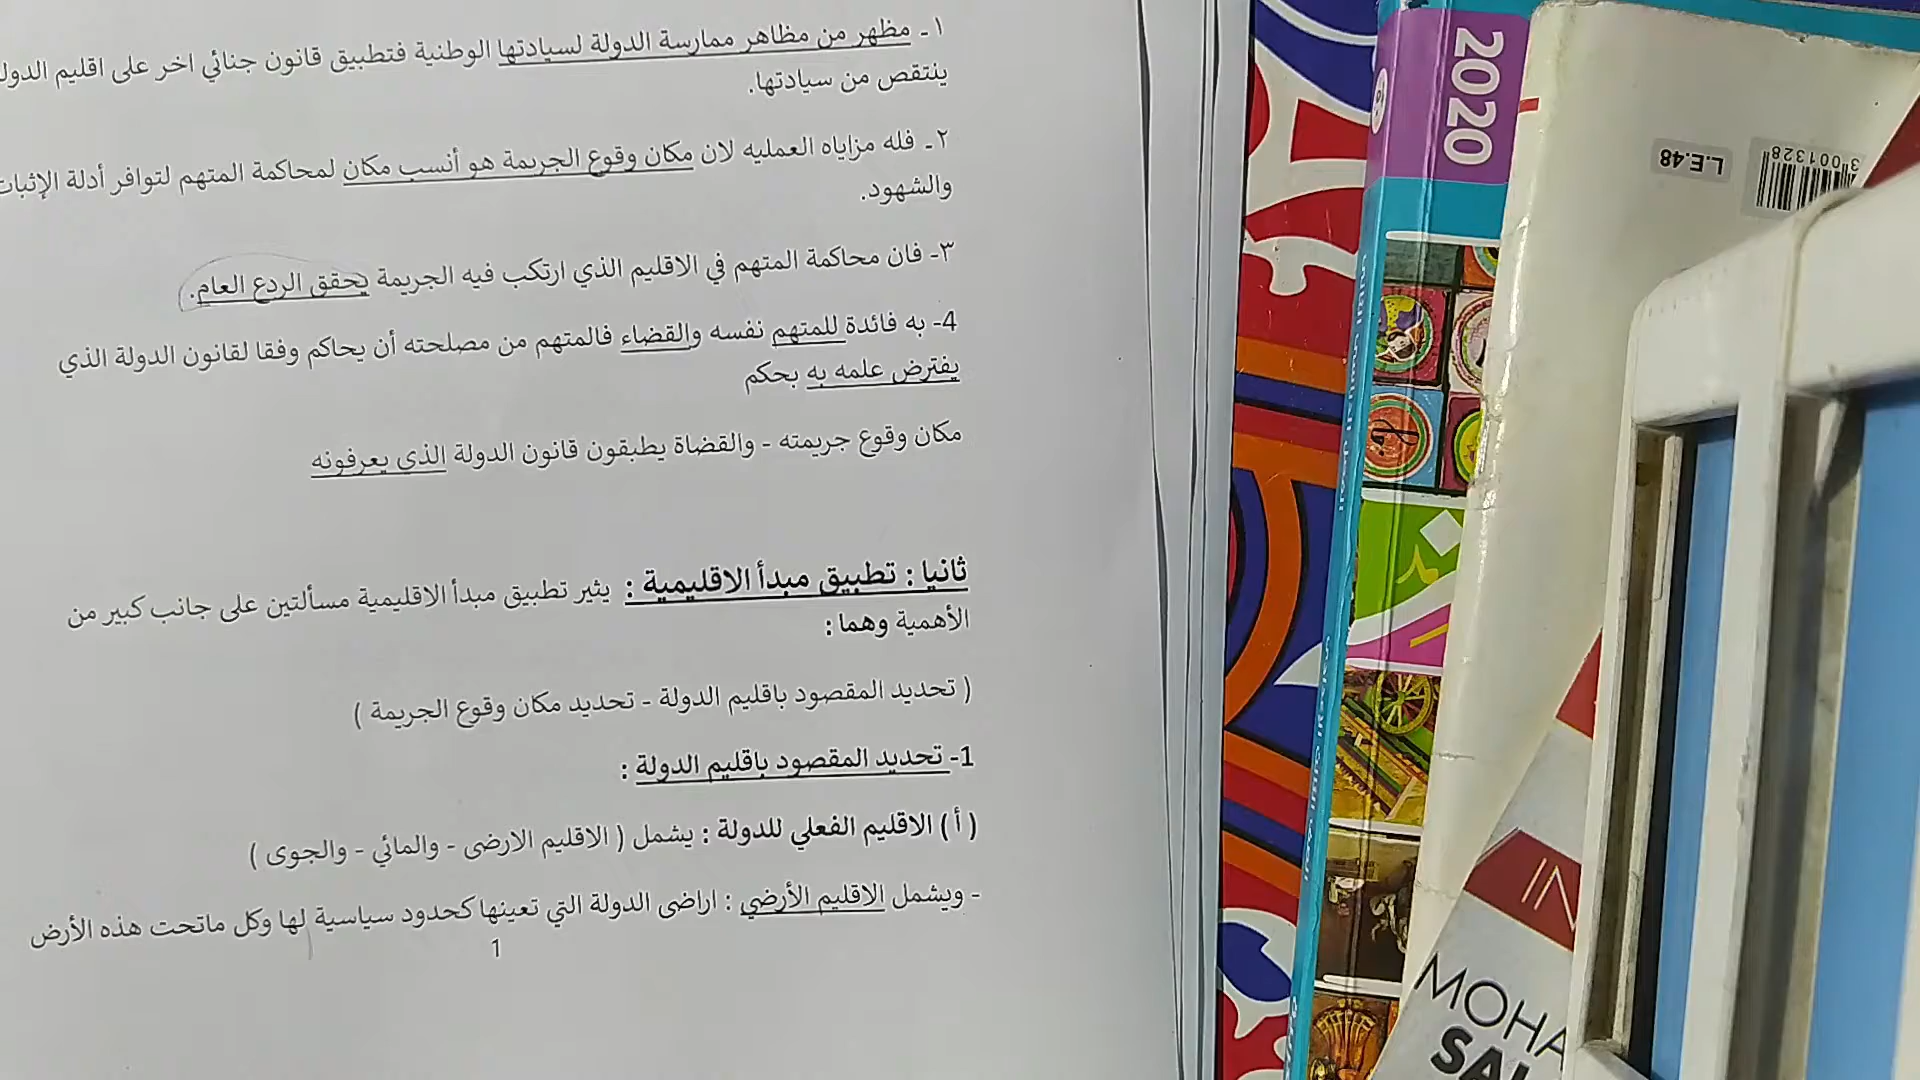 ١- مظهر من مظاهر ممارسة الدولة لسيادتها الوطنية فتطبيق قانون جنائي اخر على اقليم الدول
ينتقص من سيادتها.
٢- فله مزاياه العمليه لان مكان وقوع الجريمة هو أنسب مكان لمحاكمة المتهم لتوافر أدلة الإثبات
والشهود.
٣- فان محاكمة المتهم في الاقليم الذي ارتكب فيه الجريمة يحقق الردع العام.
4- به فائدة للمتهم نفسه والقضاء فالمتهم من مصلحته أن يحاكم وفقا لقانون الدولة الذي
يفترض علمه به بحكم
مكان وقوع جريمته - والقضاة يطبقون قانون الدولة الذي يعرفونه
ثانيا : تطبيق مبدأ الاقليمية : يثير تطبيق مبدأ الاقليمية مسألتين على جانب كبير من
الأهمية وهما :
( تحديد المقصود باقليم الدولة - تحديد مكان وقوع الجريمة )
1- تحديد المقصود باقليم الدولة :
( أ ) الاقليم الفعلي للدولة : يشمل ( الاقليم الارضى - والمائي - والجوى )
- ويشمل الاقليم الأرضي : اراضى الدولة التي تعينها كحدود سياسية لها وكل ماتحت هذه الأرض
1
2020
L.E.48
3 001328
IN
MOHA
SAL